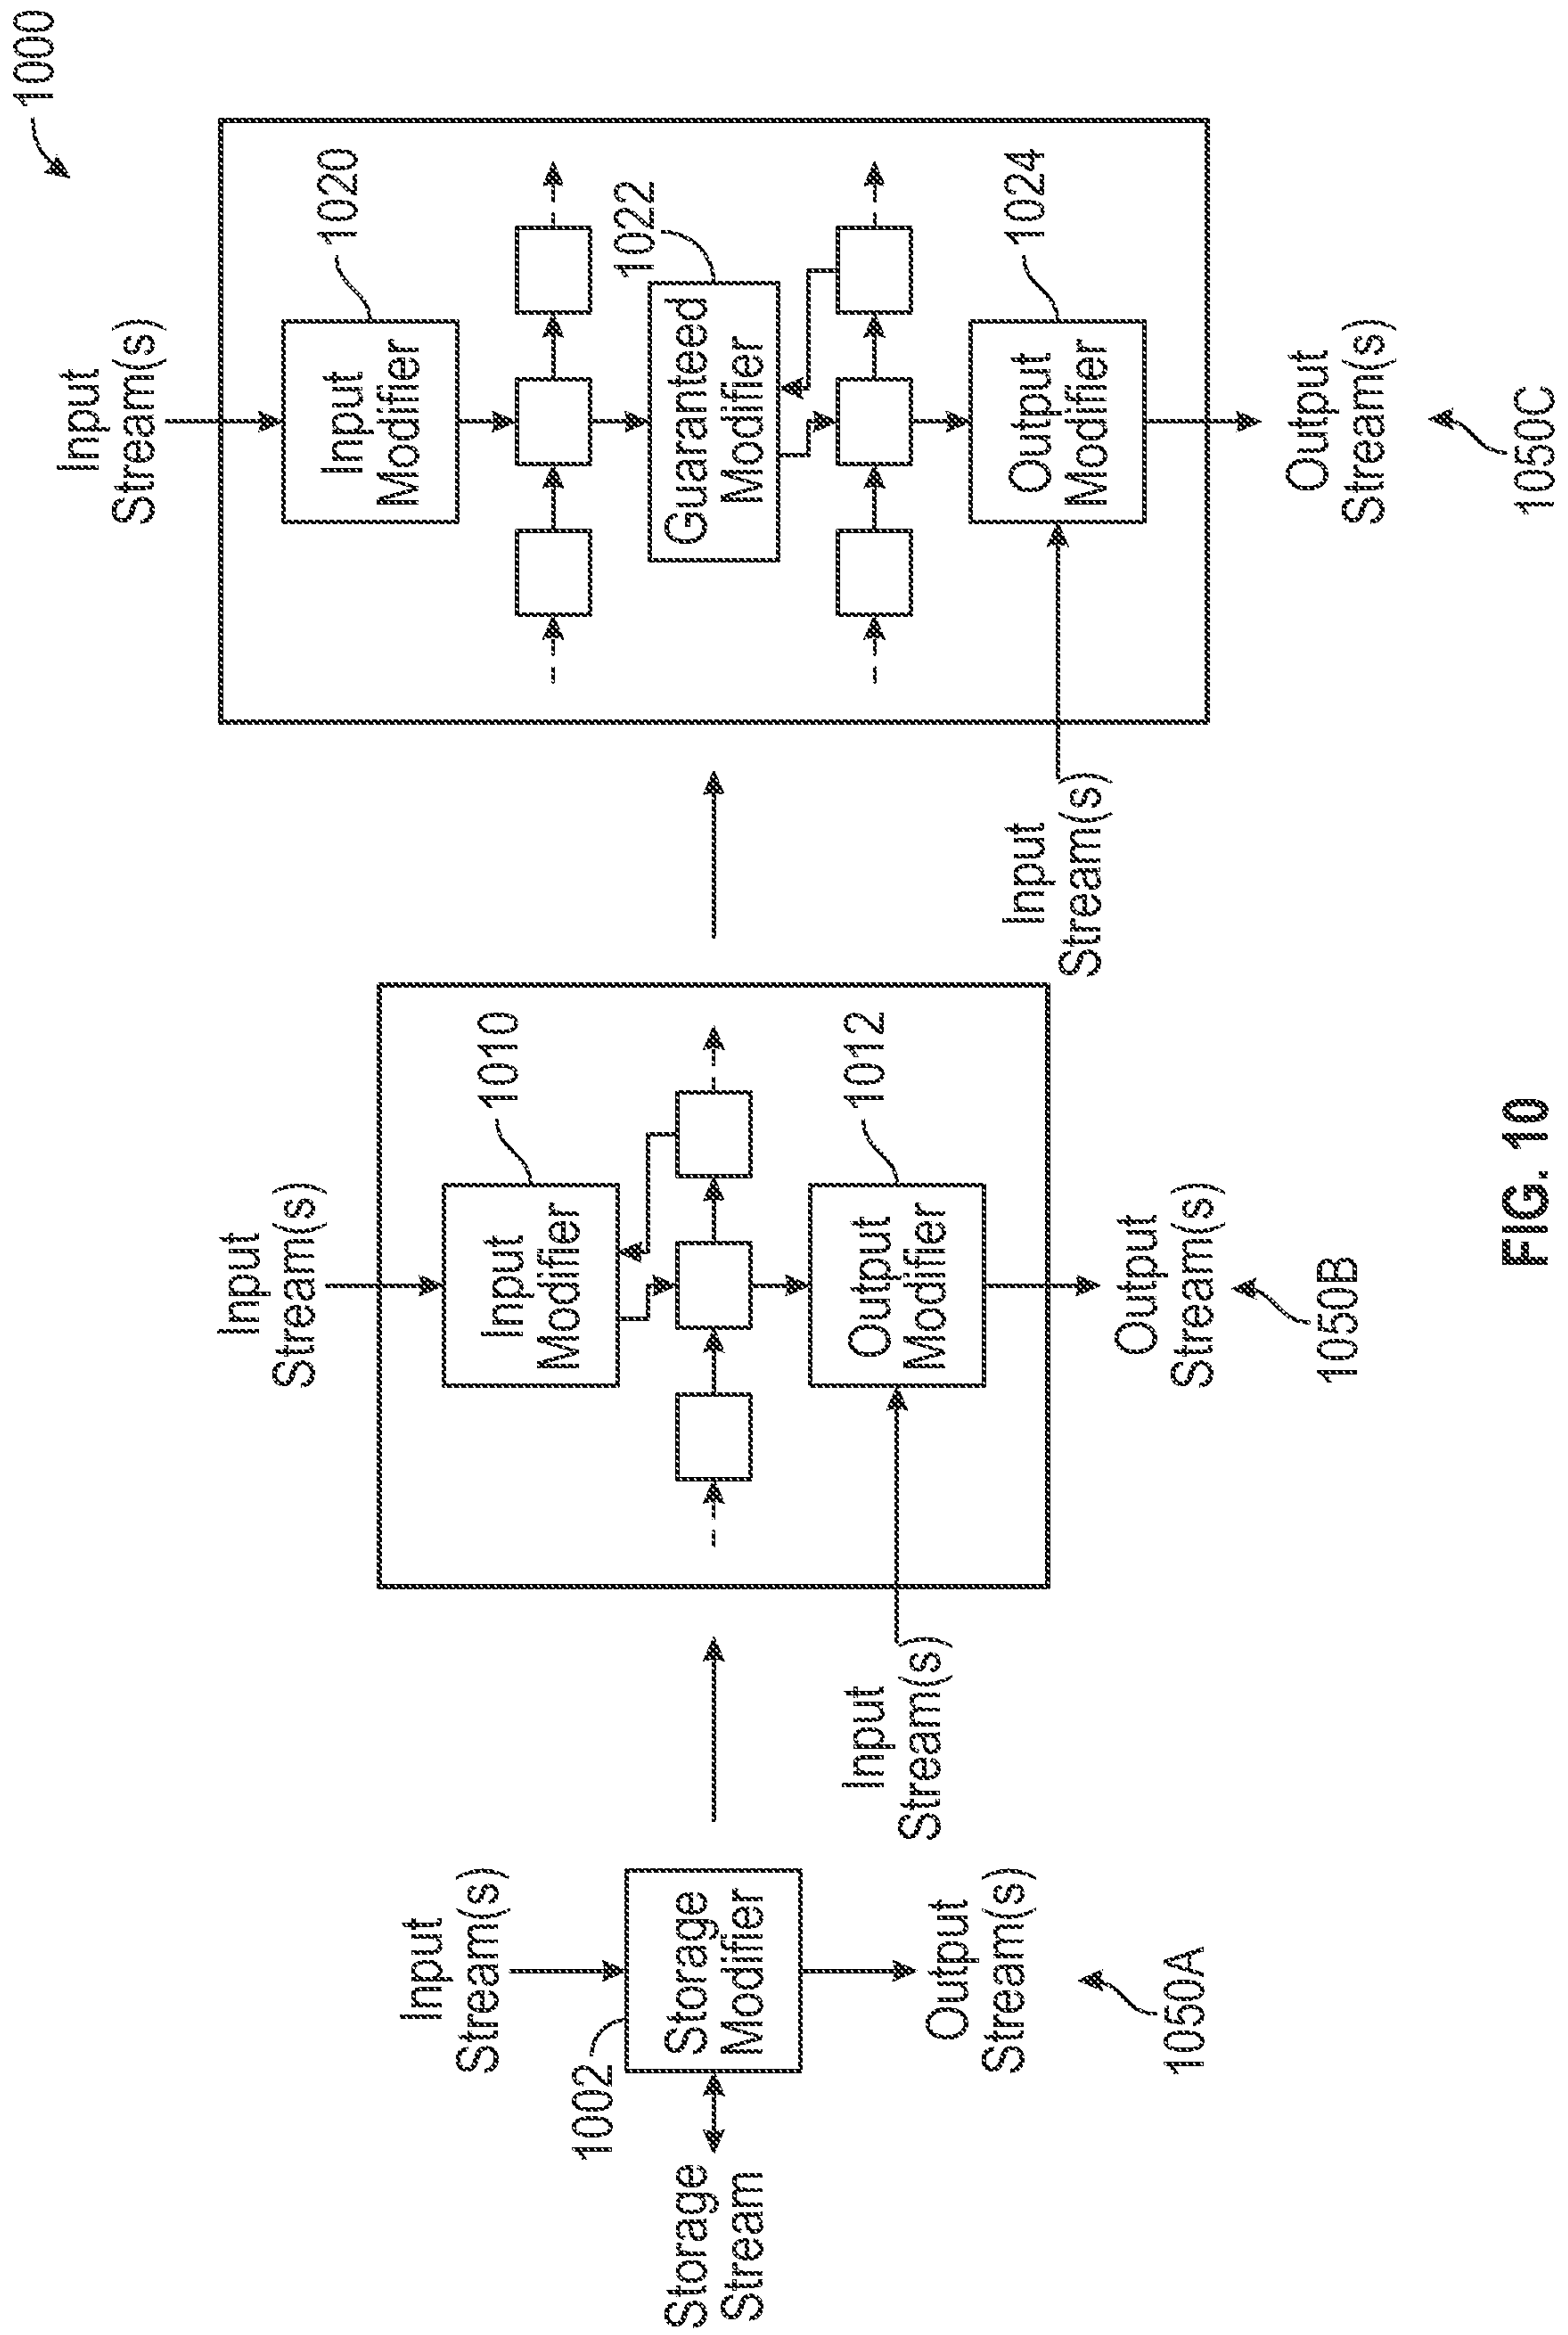 1000
Input
Stream(s)
1002
Storage
Modifier
Storage
Stream
Output
Stream(s)
1050A
Input
Stream(s)
1010
Input
Modifier
1012
Output
Modifier
Input
Stream(s)
Output
Stream(s)
1050B
Input
Stream(s)
1020
Input
Modifier
1022
Guaranteed
Modifier
1024
Output
Modifier
Input
Stream(s)
Output
Stream(s)
1050C
FIG. 10